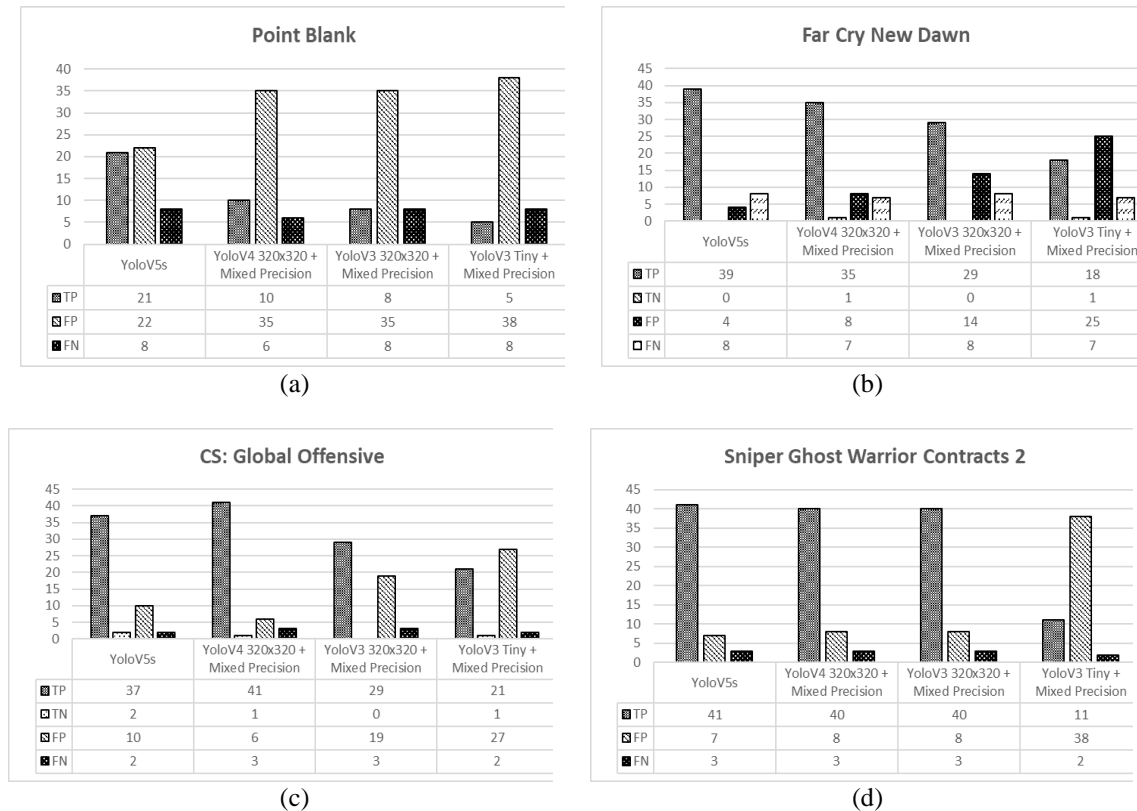 Point Blank
40
35
30
25
20
15
10
5
0
YoloV5s
YoloV4 320x320 + Mixed Precision
YoloV3 320x320 + Mixed Precision
YoloV3 Tiny + Mixed Precision
TP 21 10 8 5
FP 22 35 35 38
FN 8 6 8 8
(a)
Far Cry New Dawn
45
40
35
30
25
20
15
10
5
0
YoloV5s
YoloV4 320x320 + Mixed Precision
YoloV3 320x320 + Mixed Precision
YoloV3 Tiny + Mixed Precision
TP 39 35 29 18
TN 0 1 0 1
FP 4 8 14 25
FN 8 7 8 7
(b)
CS: Global Offensive
45
40
35
30
25
20
15
10
5
0
YoloV5s
YoloV4 320x320 + Mixed Precision
YoloV3 320x320 + Mixed Precision
YoloV3 Tiny + Mixed Precision
TP 37 41 29 21
TN 2 1 0 1
FP 10 6 19 27
FN 2 3 3 2
(c)
Sniper Ghost Warrior Contracts 2
45
40
35
30
25
20
15
10
5
0
YoloV5s
YoloV4 320x320 + Mixed Precision
YoloV3 320x320 + Mixed Precision
YoloV3 Tiny + Mixed Precision
TP 41 40 40 11
FP 7 8 8 38
FN 3 3 3 2
(d)